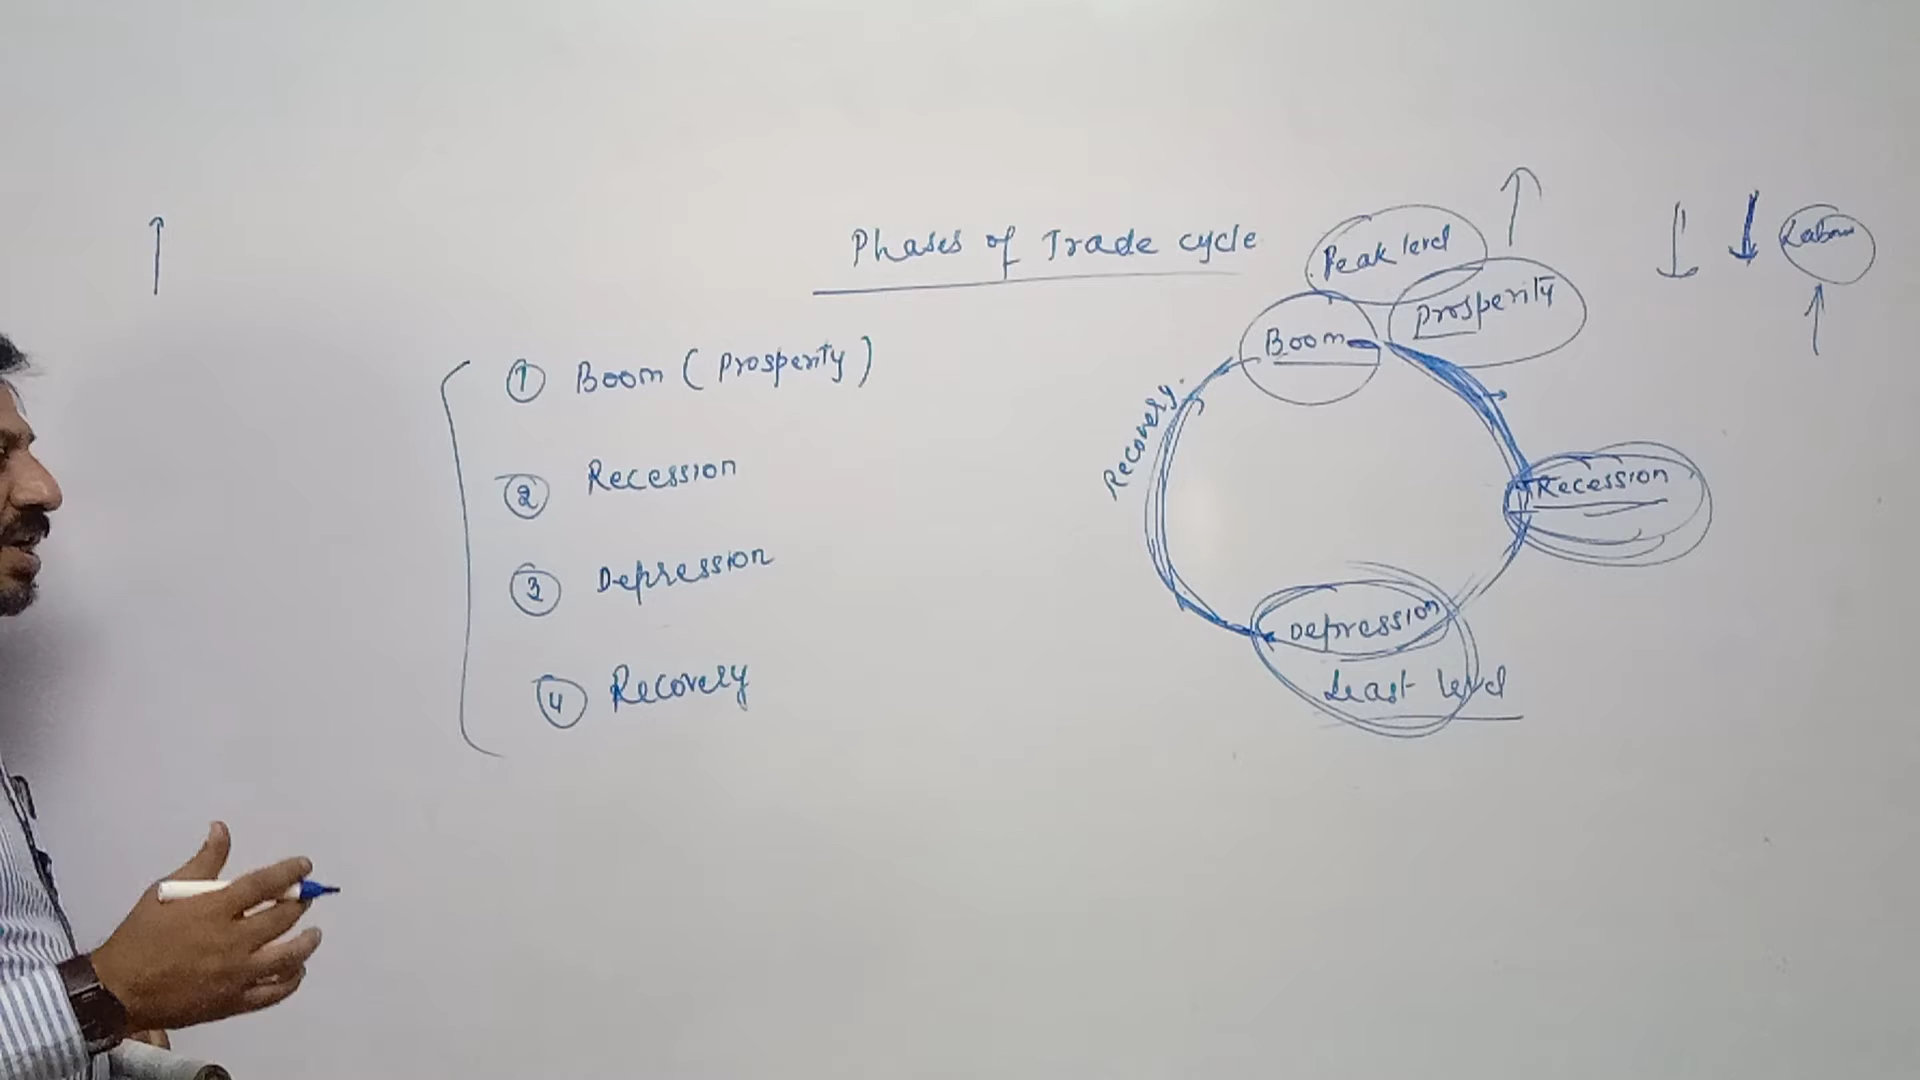 Phases of Trade cycle
① Boom (Prosperity)
② Recession
③ Depression
④ Recovery
Peak level
Prosperity
Boom
Recovery
Recession
Depression
Least level
Labour